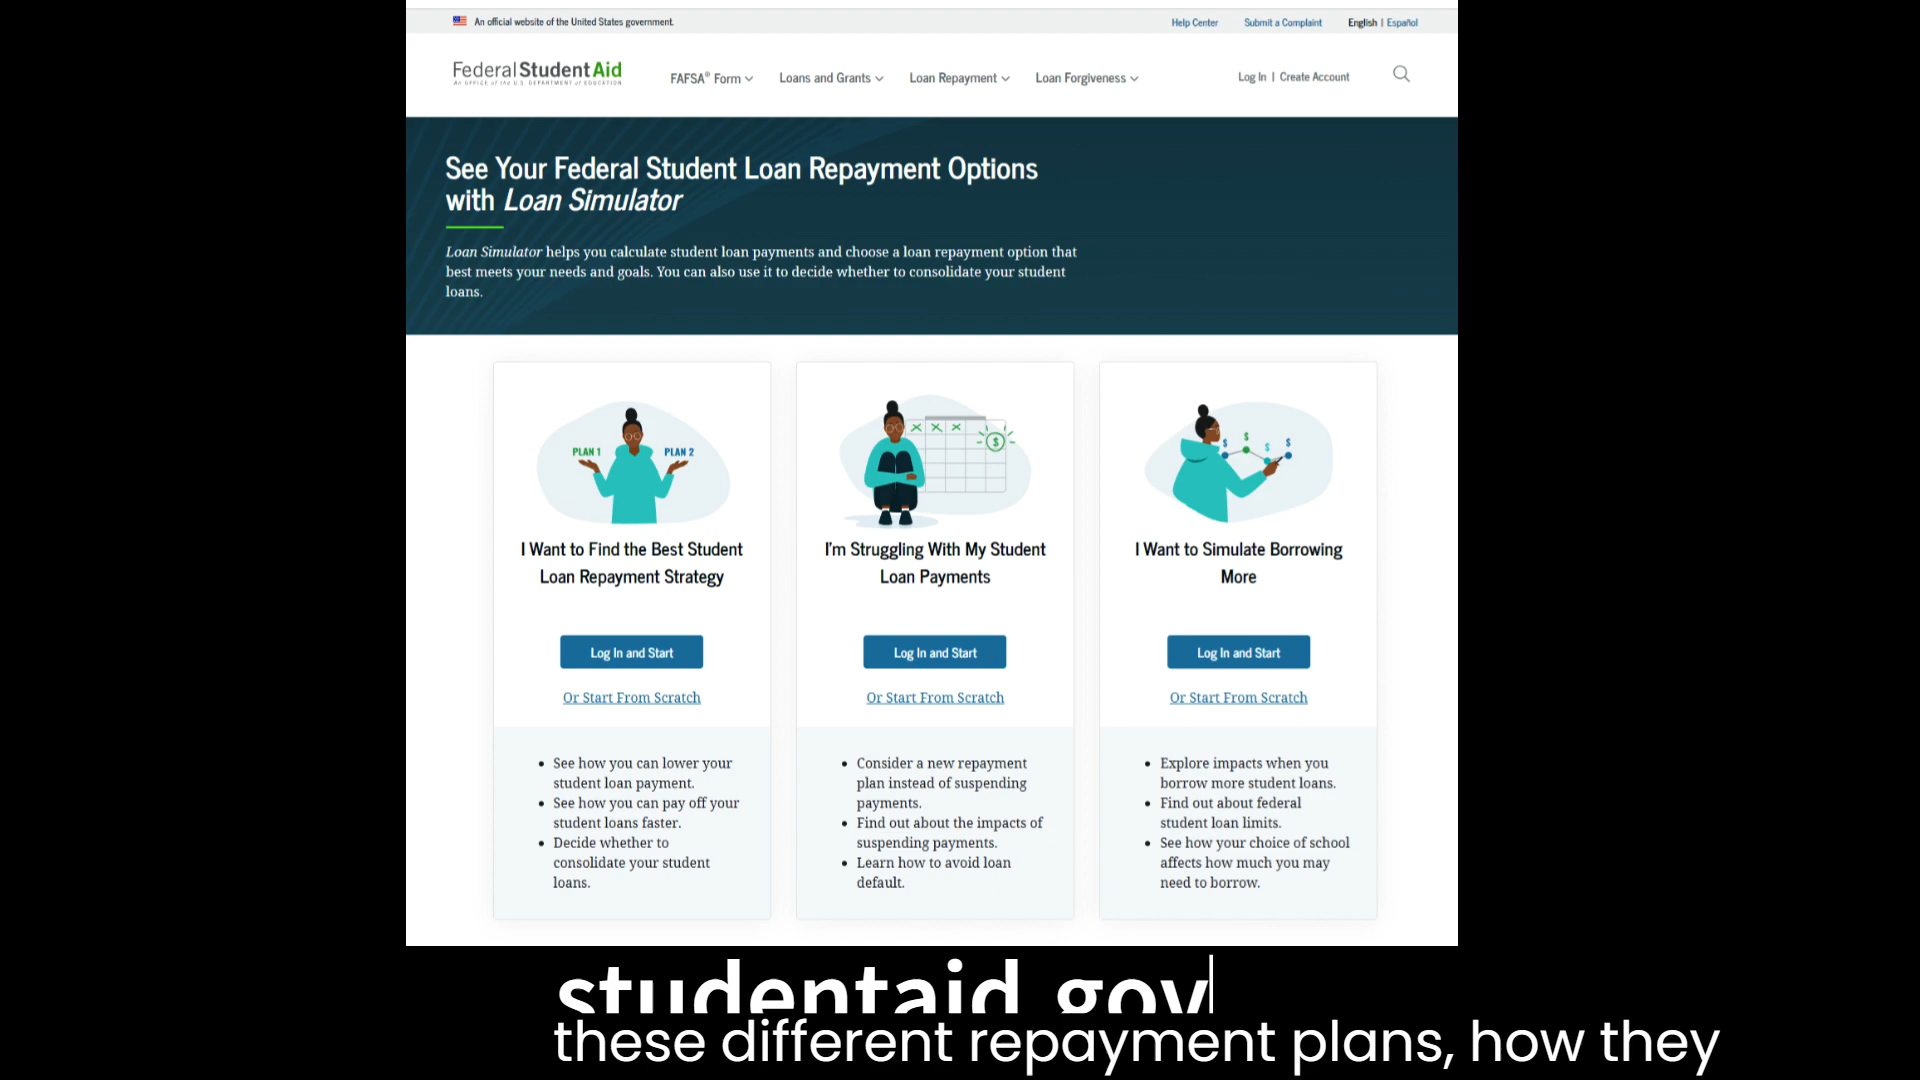 An official website of the United States government.
Help Center
Submit a Complaint
English | Español
Federal Student Aid
An OFFICE of the U.S. DEPARTMENT of EDUCATION
FAFSA® Form
Loans and Grants
Loan Repayment
Loan Forgiveness
Log In | Create Account
See Your Federal Student Loan Repayment Options
with Loan Simulator
Loan Simulator helps you calculate student loan payments and choose a loan repayment option that
best meets your needs and goals. You can also use it to decide whether to consolidate your student
loans.
PLAN 1
PLAN 2
I Want to Find the Best Student
Loan Repayment Strategy
Log In and Start
Or Start From Scratch
See how you can lower your
student loan payment.
See how you can pay off your
student loans faster.
Decide whether to
consolidate your student
loans.
$
I'm Struggling With My Student
Loan Payments
Log In and Start
Or Start From Scratch
Consider a new repayment
plan instead of suspending
payments.
Find out about the impacts of
suspending payments.
Learn how to avoid loan
default.
$ $ $ $
I Want to Simulate Borrowing
More
Log In and Start
Or Start From Scratch
Explore impacts when you
borrow more student loans.
Find out about federal
student loan limits.
See how your choice of school
affects how much you may
need to borrow.
studentaid.gov
these different repayment plans, how they